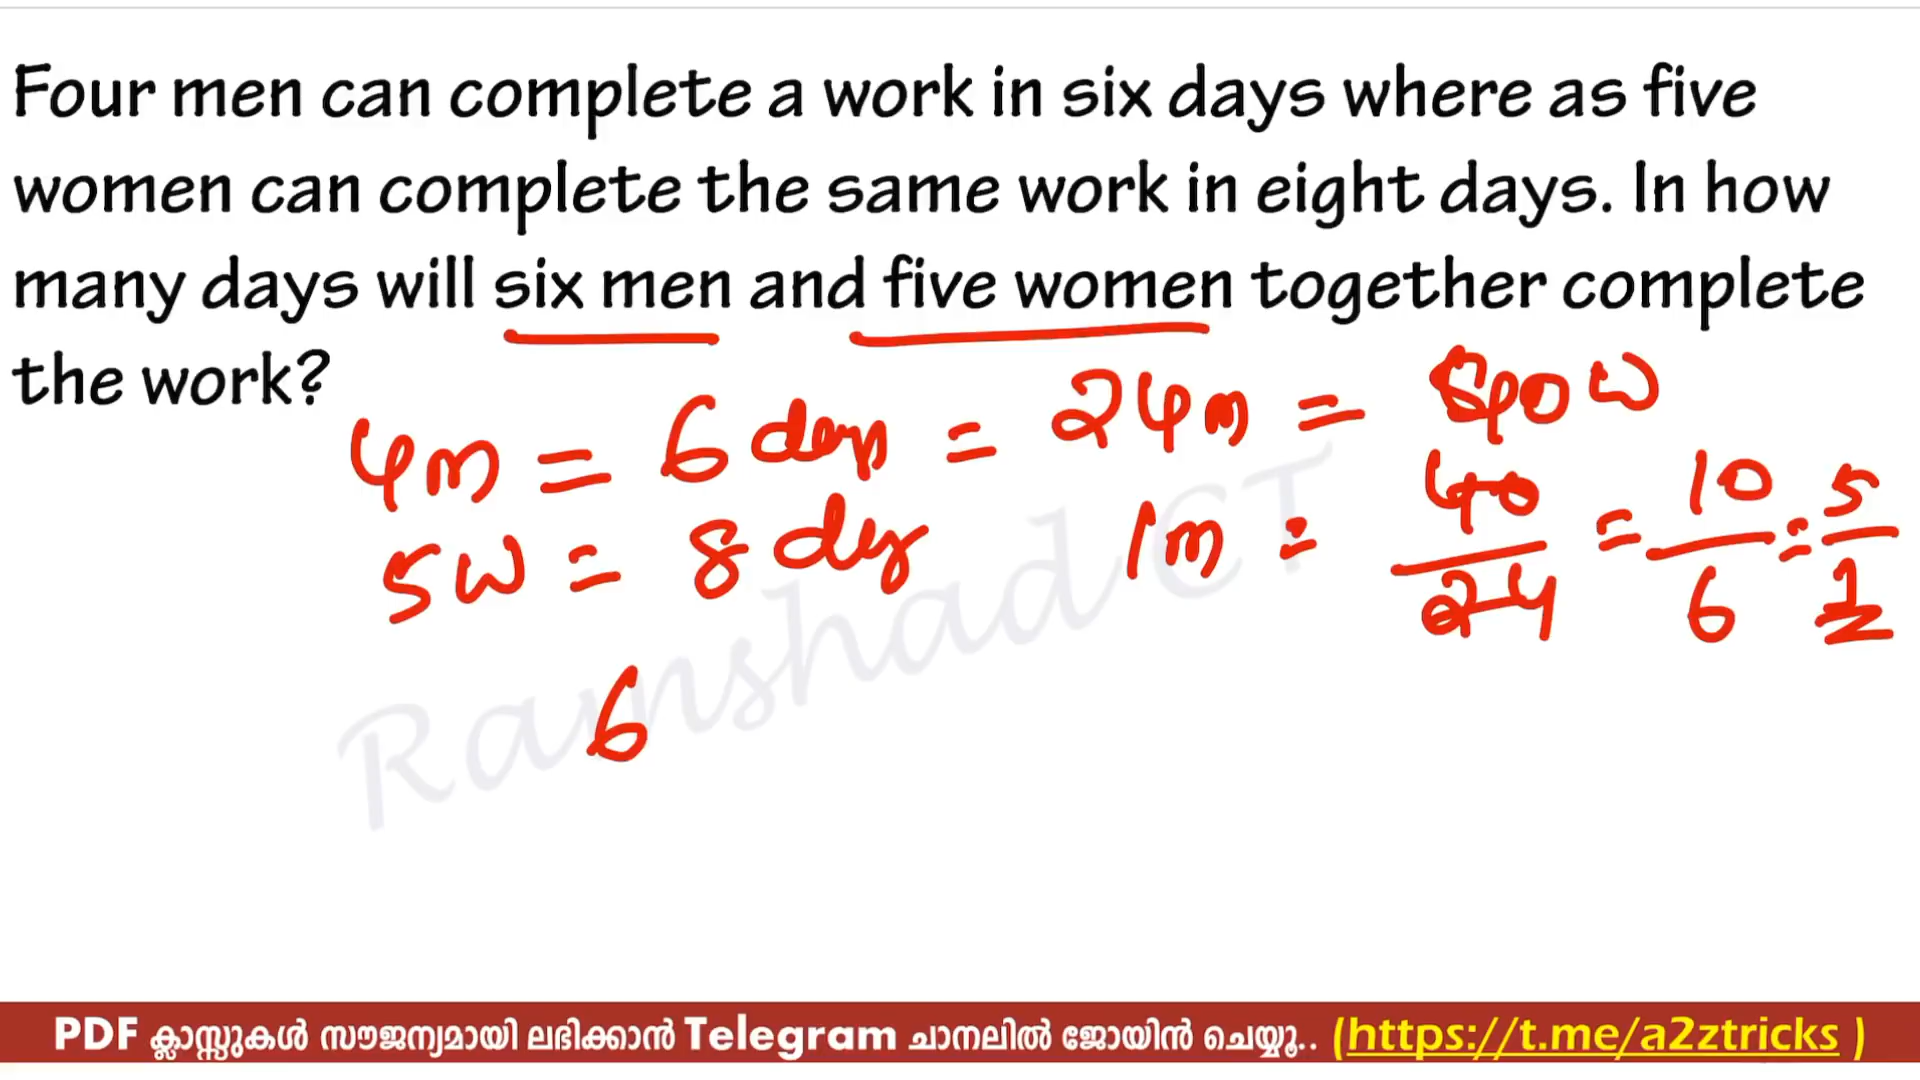 Four men can complete a work in six days where as five
women can complete the same work in eight days. In how
many days will six men and five women together complete
the work?
4m = 6 days = 24m = 40 W
5W = 8 day 1m = 40/24 = 10/6 = 5/2
6
Ramshad CT
PDF ക്ലാസ്സുകൾ സൗജന്യമായി ലഭിക്കാൻ Telegram ചാനലിൽ ജോയിൻ ചെയ്യൂ.. (https://t.me/a2ztricks )